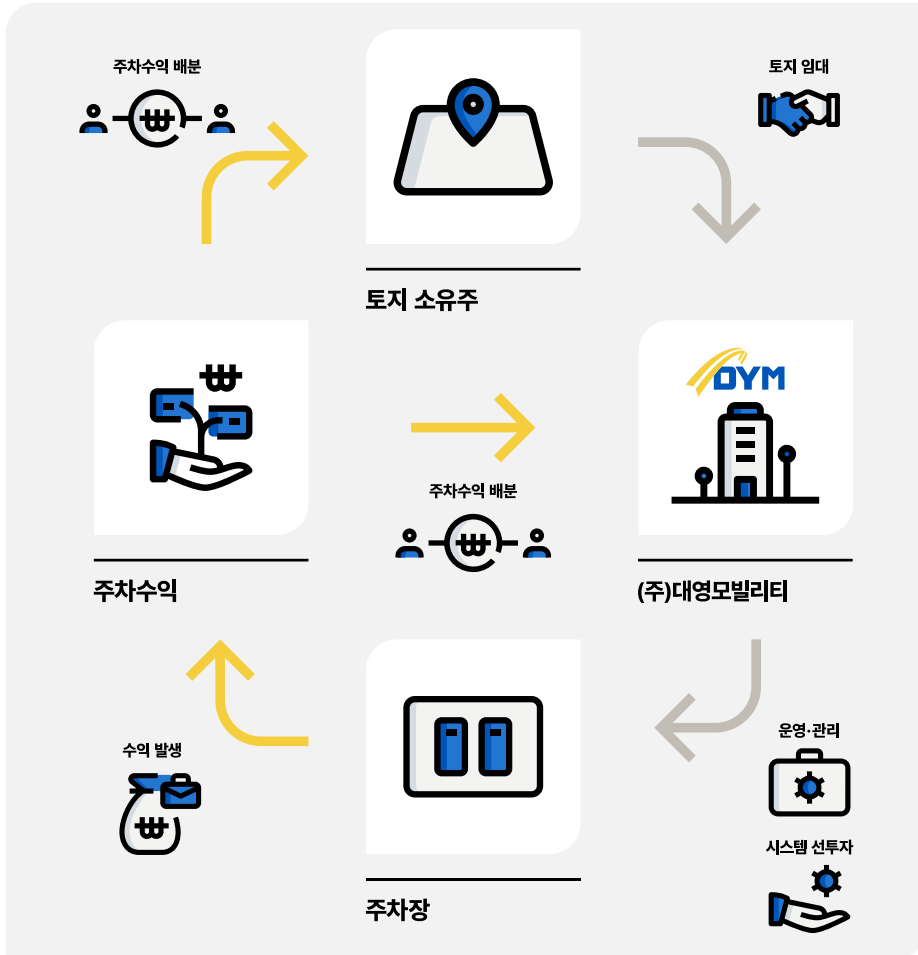 주차수익 배분
토지 임대
토지 소유주
DYM
주차수익 배분
주차수익
(주)대영모빌리티
수익 발생
운영·관리
시스템 선투자
주차장